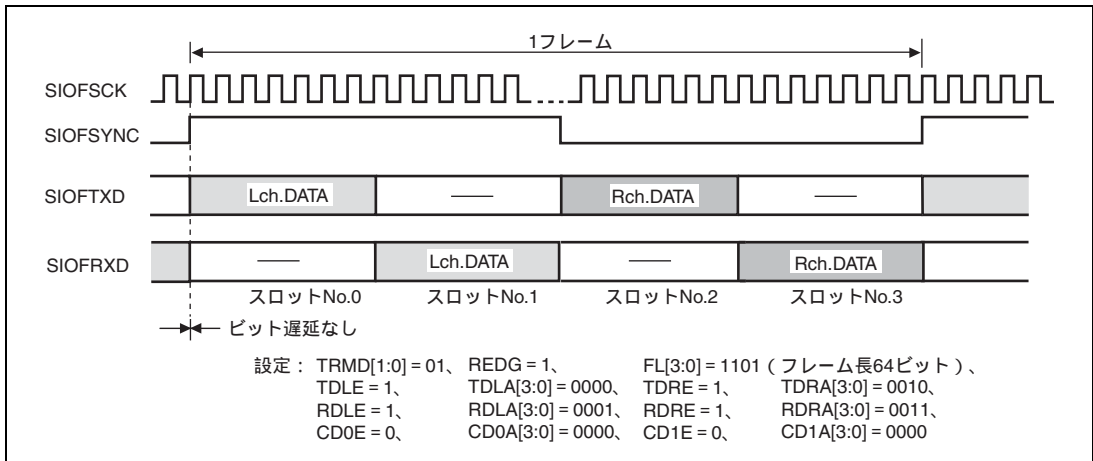 1フレーム
SIOFSCK
SIOFSYNC
SIOFTXD Lch.DATA ── Rch.DATA ──
SIOFRXD ── Lch.DATA ── Rch.DATA
スロットNo.0 スロットNo.1 スロットNo.2 スロットNo.3
ビット遅延なし
設定: TRMD[1:0] = 01、 REDG = 1、 FL[3:0] = 1101(フレーム長64ビット)、
TDLE = 1、 TDLA[3:0] = 0000、 TDRE = 1、 TDRA[3:0] = 0010、
RDLE = 1、 RDLA[3:0] = 0001、 RDRE = 1、 RDRA[3:0] = 0011、
CD0E = 0、 CD0A[3:0] = 0000、 CD1E = 0、 CD1A[3:0] = 0000